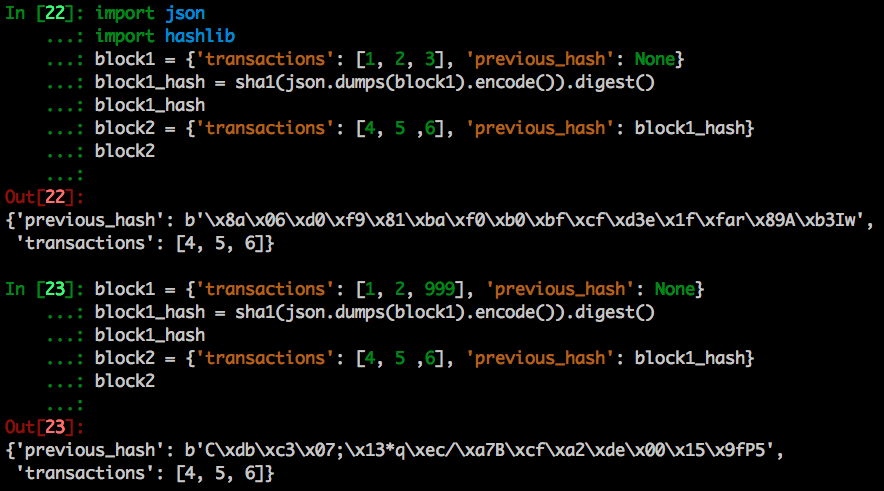 In [22]: import json
    ...: import hashlib
    ...: block1 = {'transactions': [1, 2, 3], 'previous_hash': None}
    ...: block1_hash = sha1(json.dumps(block1).encode()).digest()
    ...: block1_hash
    ...: block2 = {'transactions': [4, 5 ,6], 'previous_hash': block1_hash}
    ...: block2
    ...:
Out[22]:
{'previous_hash': b'\x8a\x06\xd0\xf9\x81\xba\xf0\xb0\xbf\xcf\xd3e\x1f\xfar\x89A\xb3Iw',
 'transactions': [4, 5, 6]}
In [23]: block1 = {'transactions': [1, 2, 999], 'previous_hash': None}
    ...: block1_hash = sha1(json.dumps(block1).encode()).digest()
    ...: block1_hash
    ...: block2 = {'transactions': [4, 5 ,6], 'previous_hash': block1_hash}
    ...: block2
    ...:
Out[23]:
{'previous_hash': b'C\xdb\xc3\x07;\x13*q\xec/\xa7B\xcf\xa2\xde\x00\x15\x9fP5',
 'transactions': [4, 5, 6]}